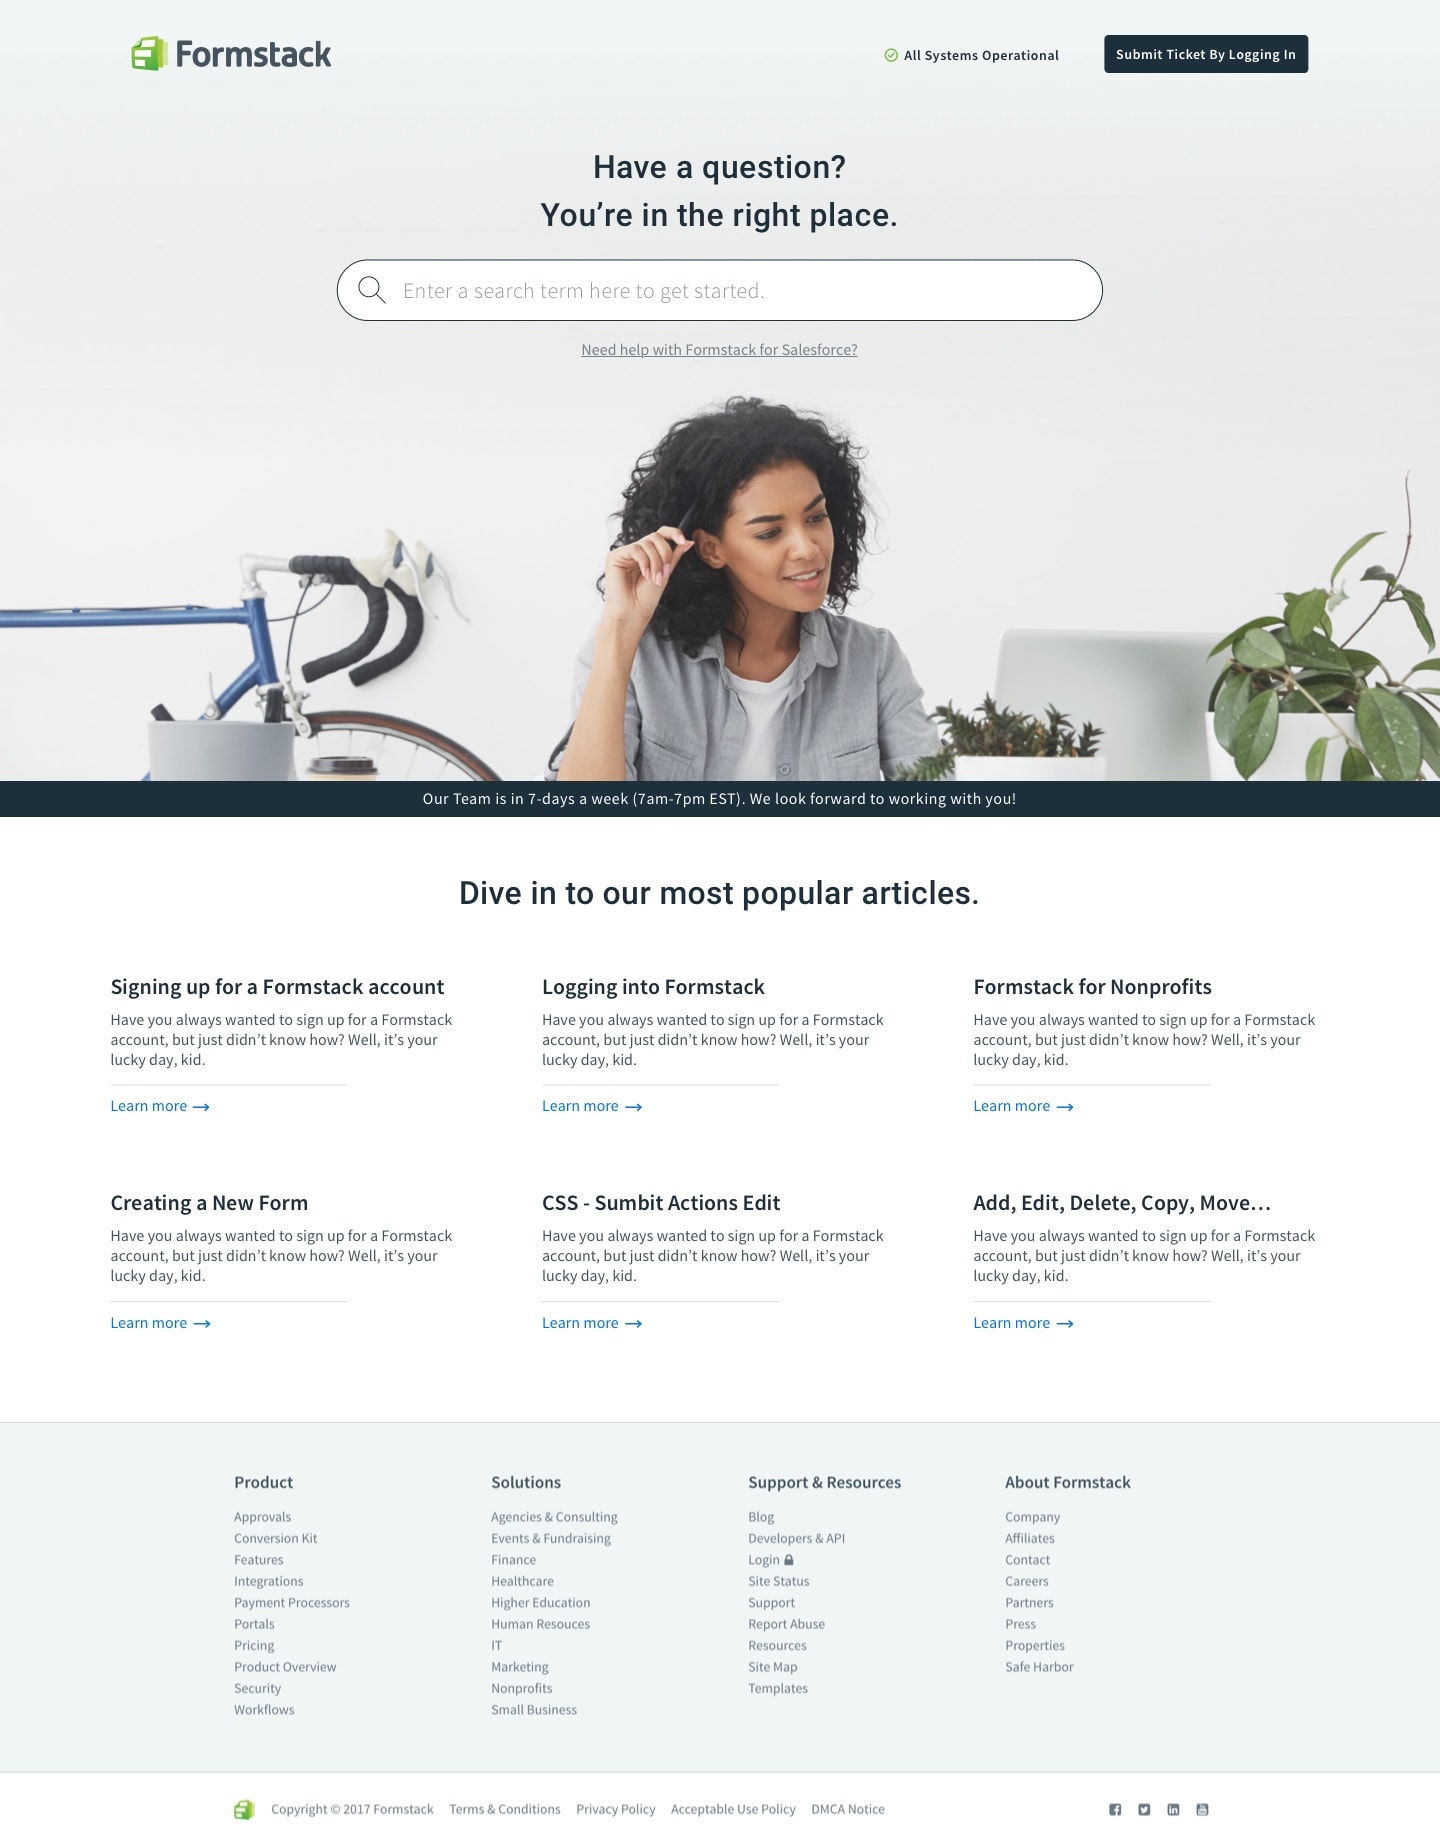 Formstack
All Systems Operational
Submit Ticket By Logging In
Have a question?
You’re in the right place.
Enter a search term here to get started.
Need help with Formstack for Salesforce?
Our Team is in 7-days a week (7am-7pm EST). We look forward to working with you!
Dive in to our most popular articles.
Signing up for a Formstack account
Have you always wanted to sign up for a Formstack
account, but just didn’t know how? Well, it’s your
lucky day, kid.
Learn more
Logging into Formstack
Have you always wanted to sign up for a Formstack
account, but just didn’t know how? Well, it’s your
lucky day, kid.
Learn more
Formstack for Nonprofits
Have you always wanted to sign up for a Formstack
account, but just didn’t know how? Well, it’s your
lucky day, kid.
Learn more
Creating a New Form
Have you always wanted to sign up for a Formstack
account, but just didn’t know how? Well, it’s your
lucky day, kid.
Learn more
CSS - Sumbit Actions Edit
Have you always wanted to sign up for a Formstack
account, but just didn’t know how? Well, it’s your
lucky day, kid.
Learn more
Add, Edit, Delete, Copy, Move…
Have you always wanted to sign up for a Formstack
account, but just didn’t know how? Well, it’s your
lucky day, kid.
Learn more
Product
Approvals
Conversion Kit
Features
Integrations
Payment Processors
Portals
Pricing
Product Overview
Security
Workflows
Solutions
Agencies & Consulting
Events & Fundraising
Finance
Healthcare
Higher Education
Human Resouces
IT
Marketing
Nonprofits
Small Business
Support & Resources
Blog
Developers & API
Login
Site Status
Support
Report Abuse
Resources
Site Map
Templates
About Formstack
Company
Affiliates
Contact
Careers
Partners
Press
Properties
Safe Harbor
Copyright © 2017 Formstack
Terms & Conditions
Privacy Policy
Acceptable Use Policy
DMCA Notice